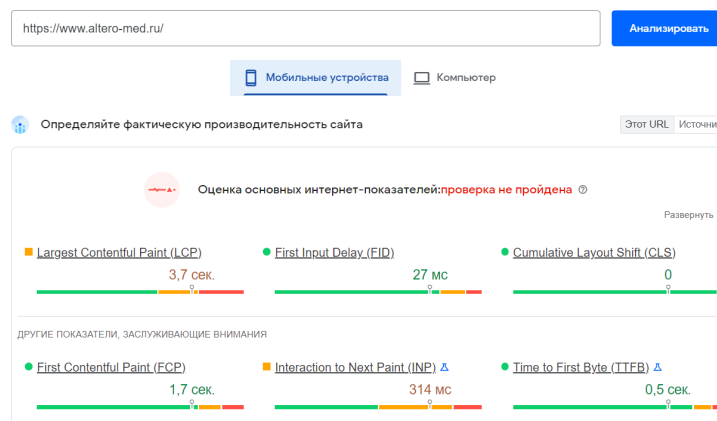 https://www.altero-med.ru/
Анализировать
Мобильные устройства
Компьютер
Определяйте фактическую производительность сайта
Этот URL
Источни
Оценка основных интернет-показателей:проверка не пройдена
Развернуть
Largest Contentful Paint (LCP)
3,7 сек.
First Input Delay (FID)
27 мс
Cumulative Layout Shift (CLS)
0
ДРУГИЕ ПОКАЗАТЕЛИ, ЗАСЛУЖИВАЮЩИЕ ВНИМАНИЯ
First Contentful Paint (FCP)
1,7 сек.
Interaction to Next Paint (INP)
314 мс
Time to First Byte (TTFB)
0,5 сек.